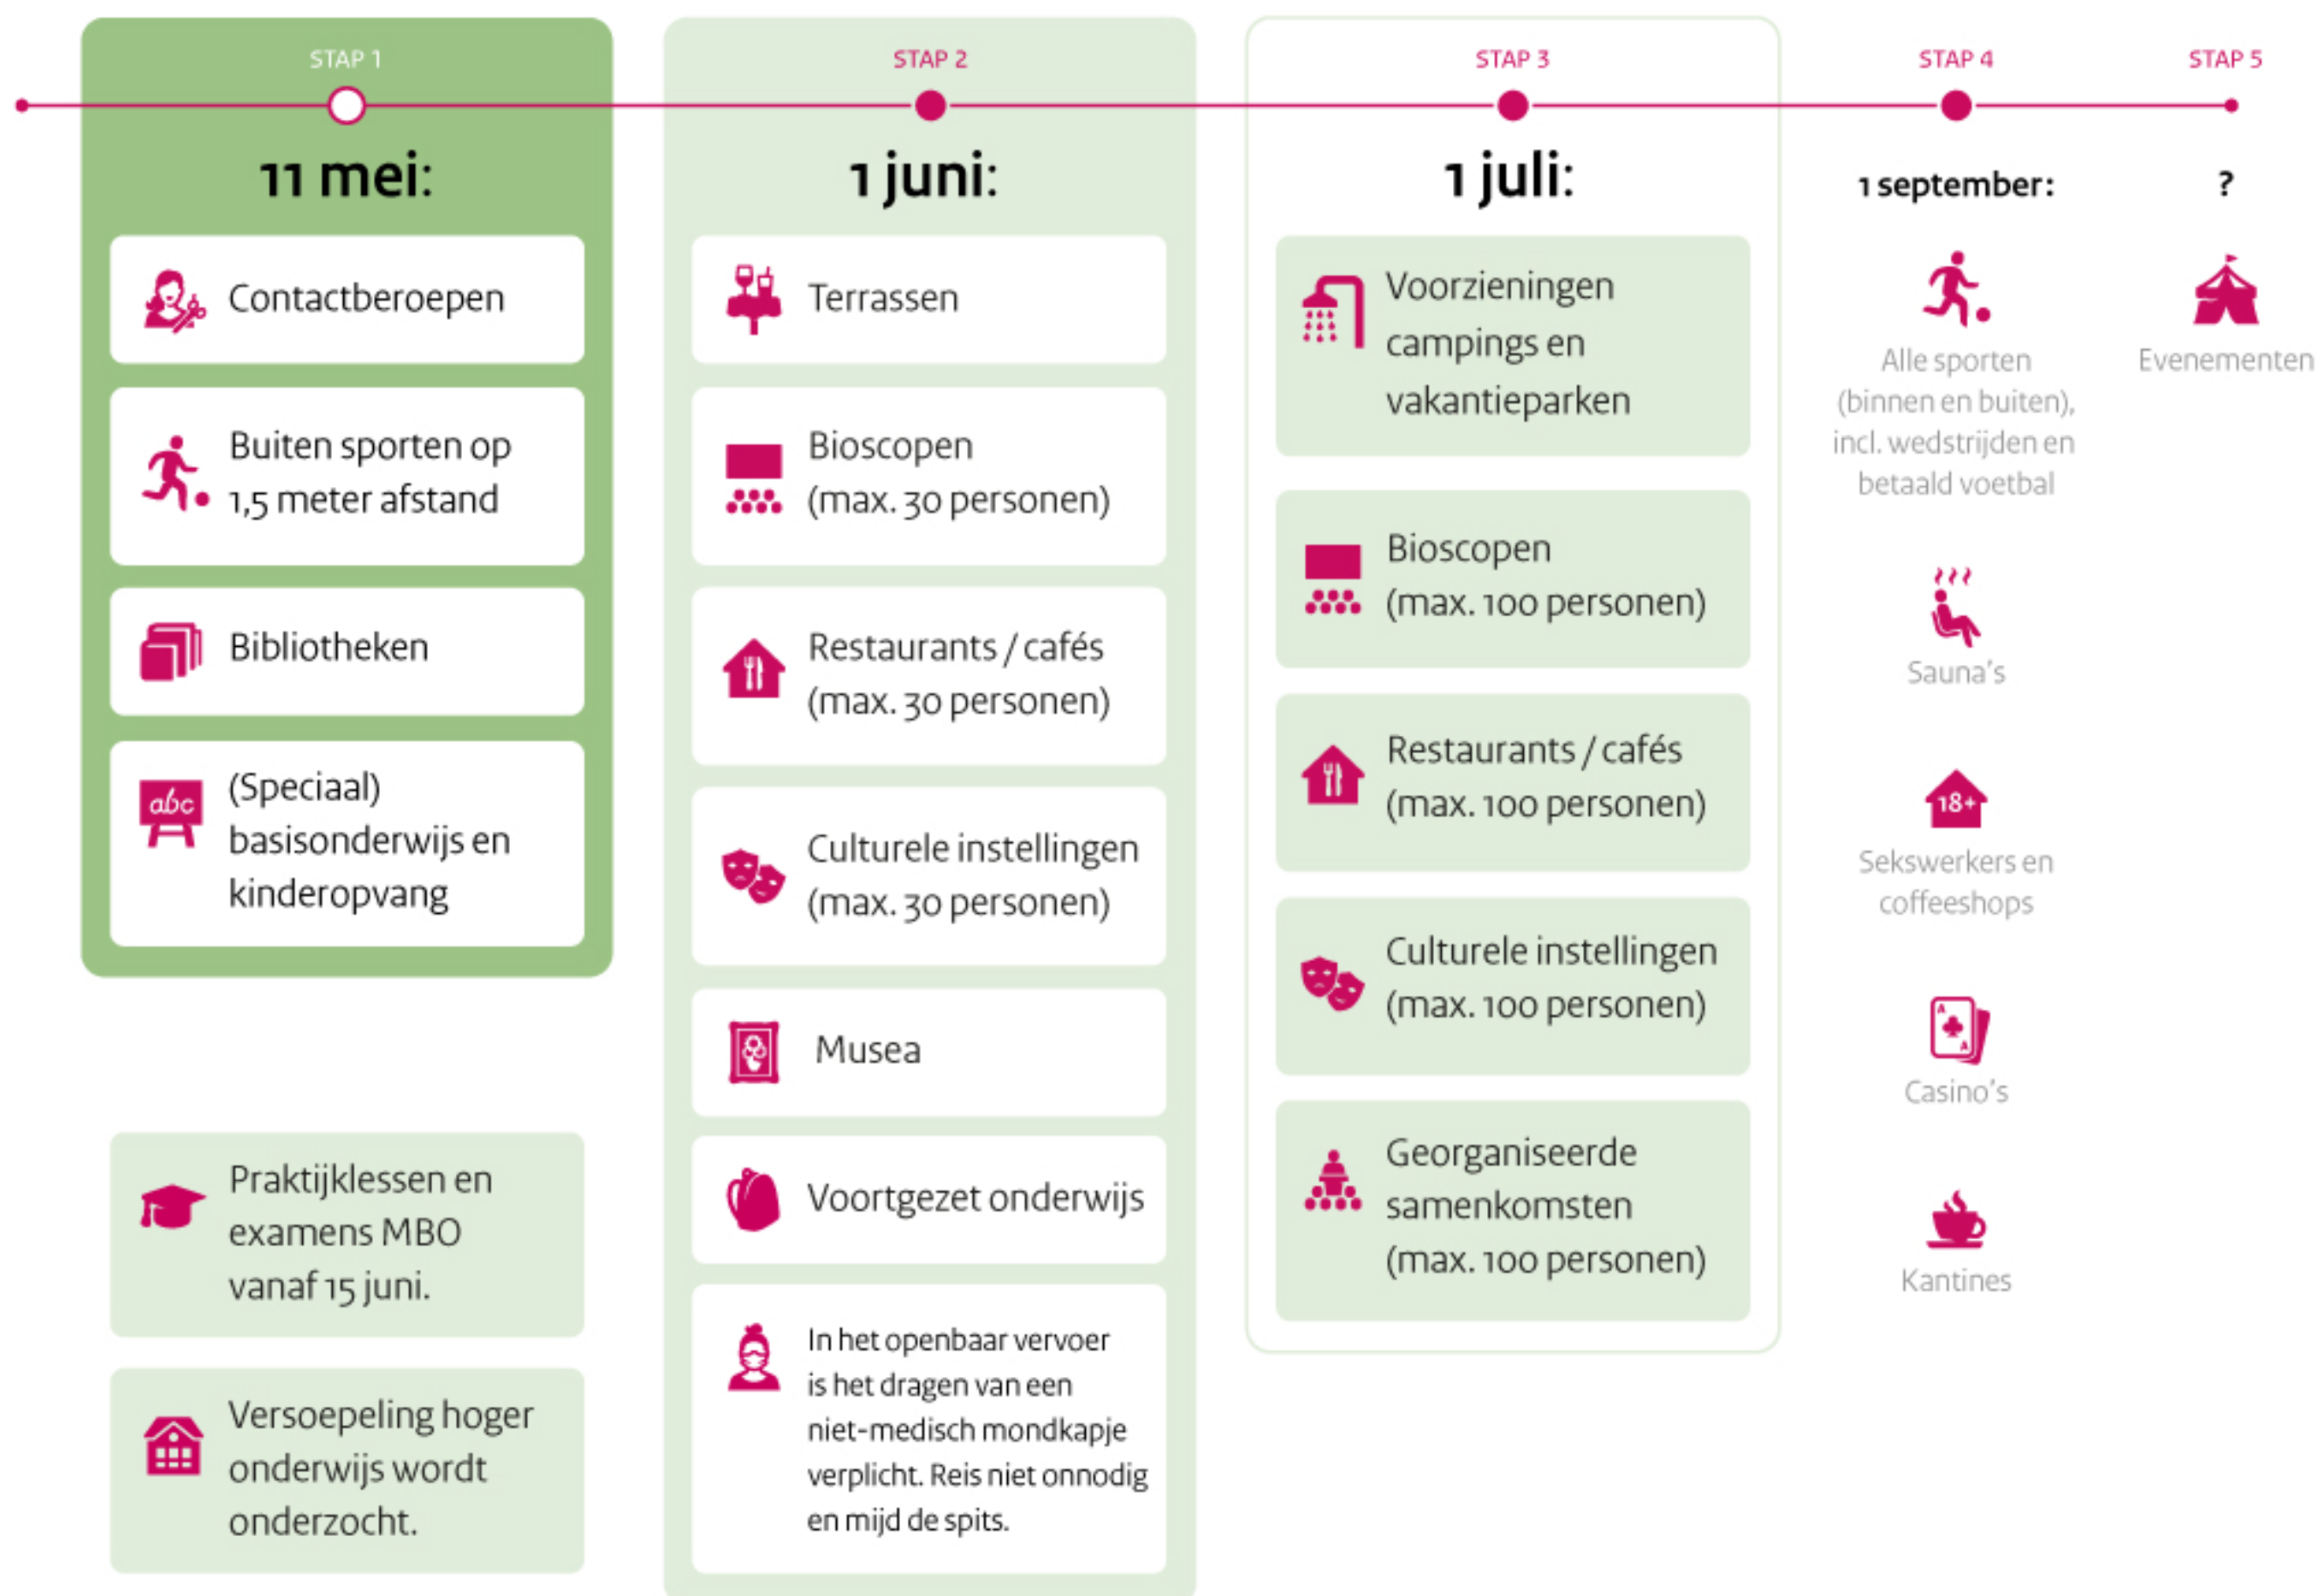 STAP 1
11 mei:
Contactberoepen
Buiten sporten op
1,5 meter afstand
Bibliotheken
abc
(Speciaal)
basisonderwijs en
kinderopvang
Praktijklessen en
examens MBO
vanaf 15 juni.
Versoepeling hoger
onderwijs wordt
onderzocht.
STAP 2
1 juni:
Terrassen
Bioscopen
(max. 30 personen)
Restaurants / cafés
(max. 30 personen)
Culturele instellingen
(max. 30 personen)
Musea
Voortgezet onderwijs
In het openbaar vervoer
is het dragen van een
niet-medisch mondkapje
verplicht. Reis niet onnodig
en mijd de spits.
STAP 3
1 juli:
Voorzieningen
campings en
vakantieparken
Bioscopen
(max. 100 personen)
Restaurants / cafés
(max. 100 personen)
Culturele instellingen
(max. 100 personen)
Georganiseerde
samenkomsten
(max. 100 personen)
STAP 4
1 september:
Alle sporten
(binnen en buiten),
incl. wedstrijden en
betaald voetbal
Sauna's
18+
Sekswerkers en
coffeeshops
A
A
Casino's
Kantines
STAP 5
?
Evenementen